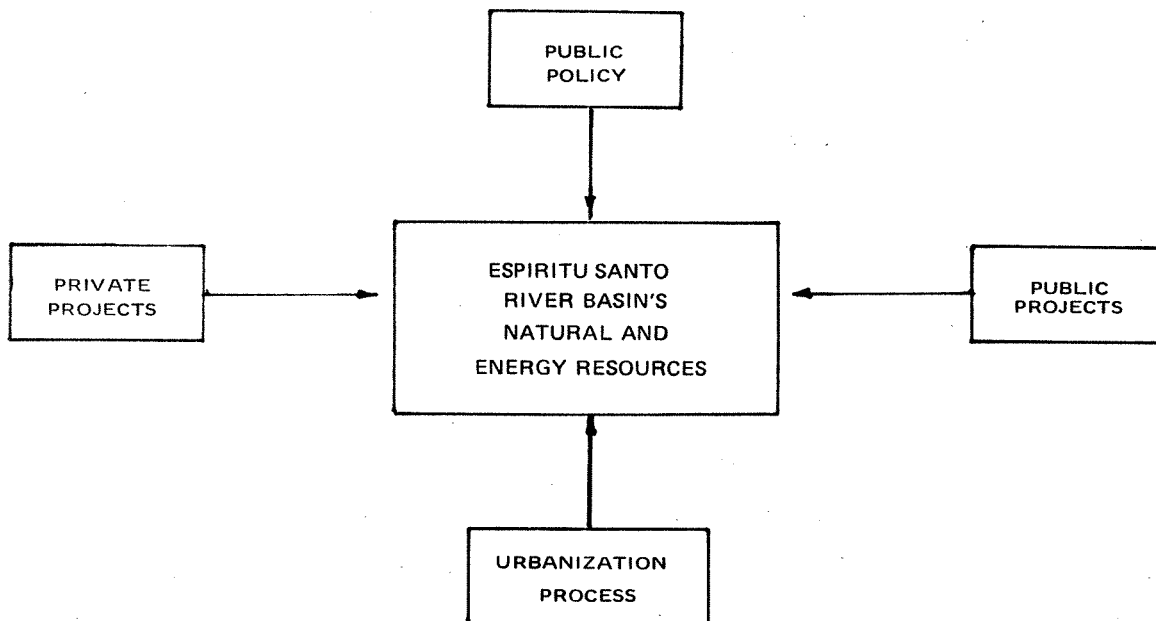 PUBLIC
POLICY
PRIVATE
PROJECTS
ESPIRITU SANTO
RIVER BASIN'S
NATURAL AND
ENERGY RESOURCES
PUBLIC
PROJECTS
URBANIZATION
PROCESS